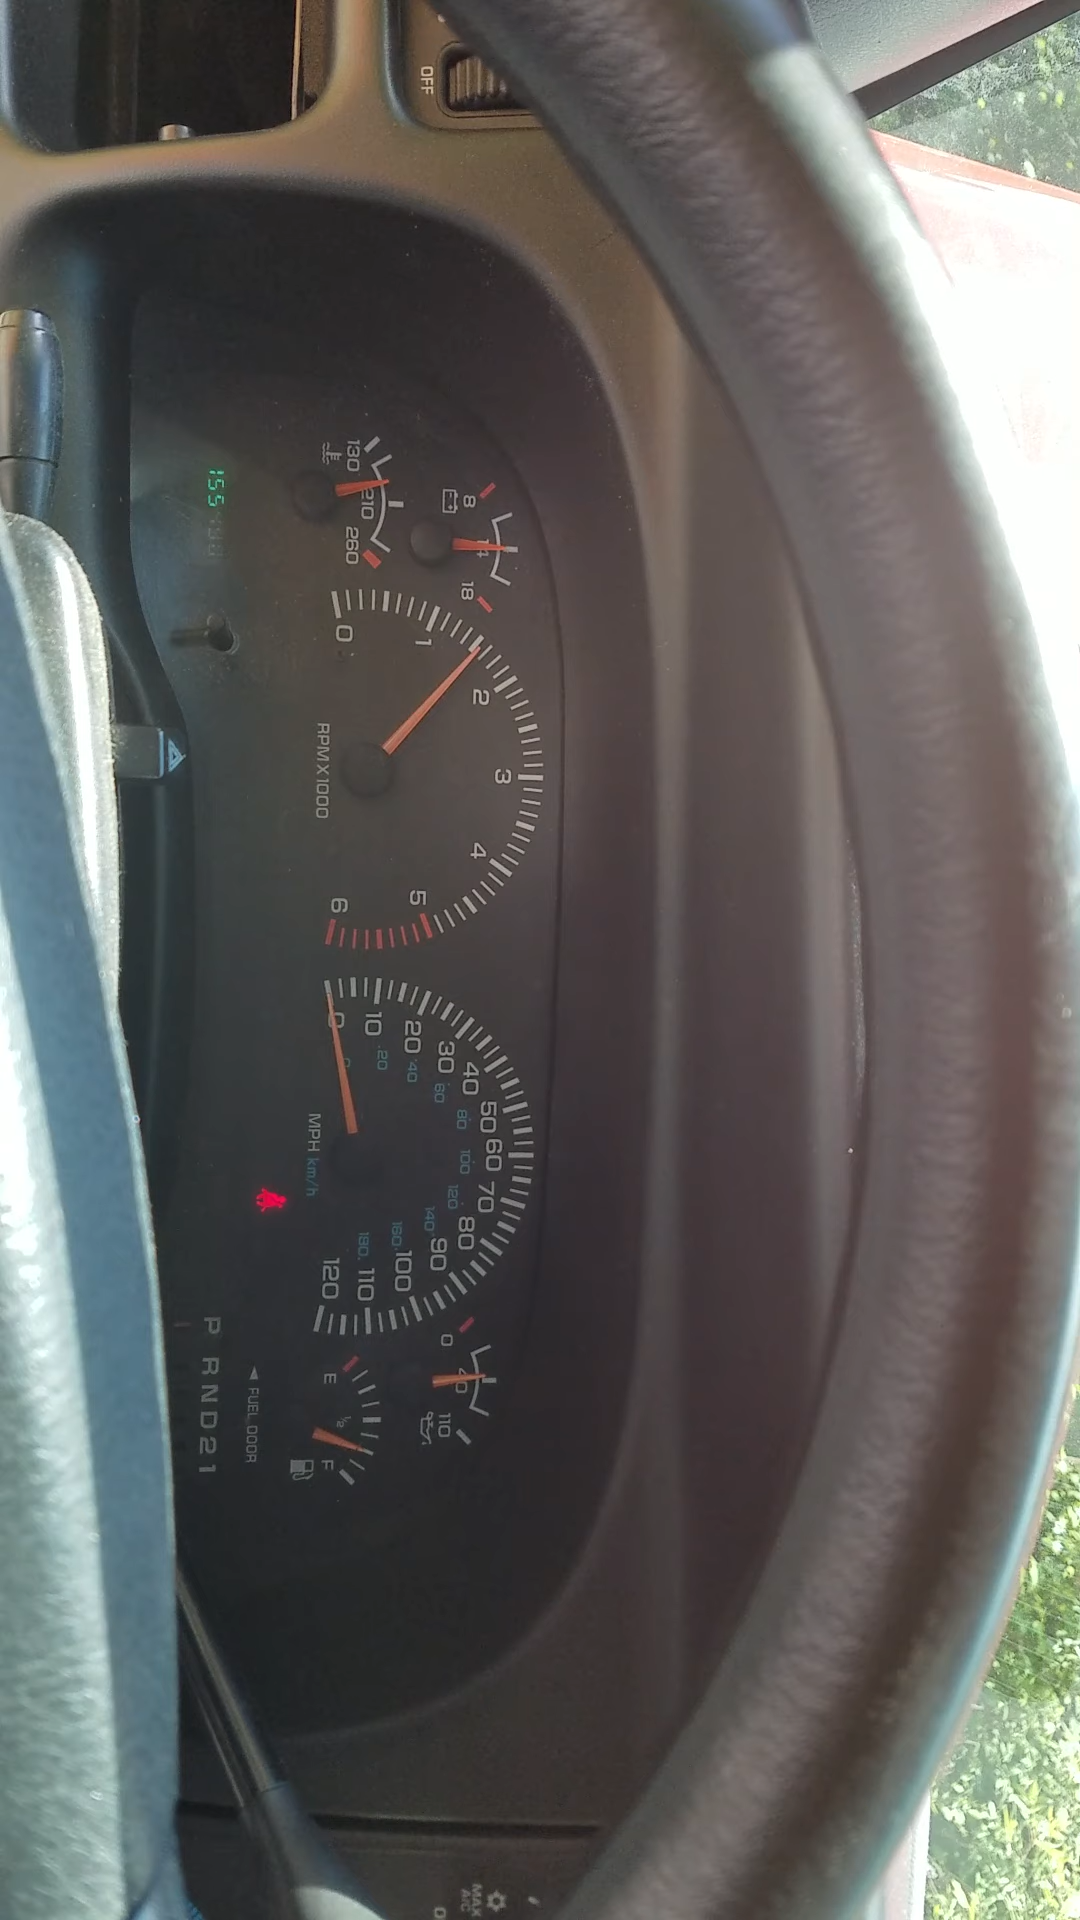 OFF
8
14
18
130
210
260
0
1
2
3
4
5
6
RPM X 1000
0 10 20 30 40 50 60 70 80 90 100 110 120
20 40 60 80 100 120 140 160 180
MPH km/h
0
40
110
E
1/2
F
FUEL DOOR
P R N D 2 1
MAX
A/C
0